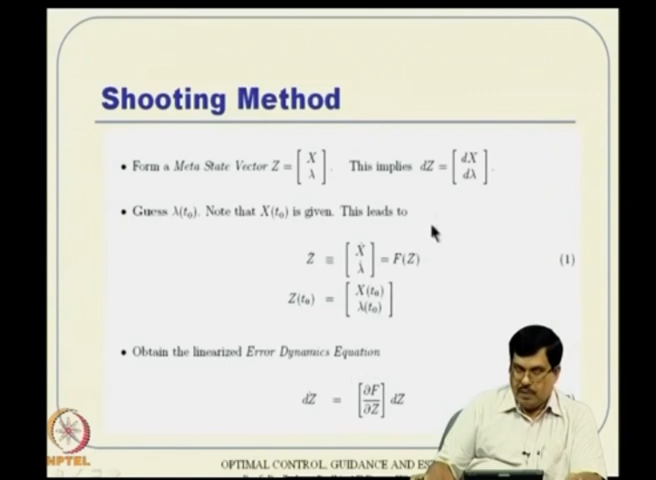 Shooting Method
• Form a Meta State Vector Z = [X λ]. This implies dZ = [dX dλ].
• Guess λ(t₀). Note that X(t₀) is given. This leads to
Ż ≡ [Ẋ λ̇] = F(Z) (1)
Z(t₀) = [X(t₀) λ(t₀)]
• Obtain the linearized Error Dynamics Equation
dŻ = [∂F/∂Z] dZ
NPTEL
OPTIMAL CONTROL, GUIDANCE AND ES